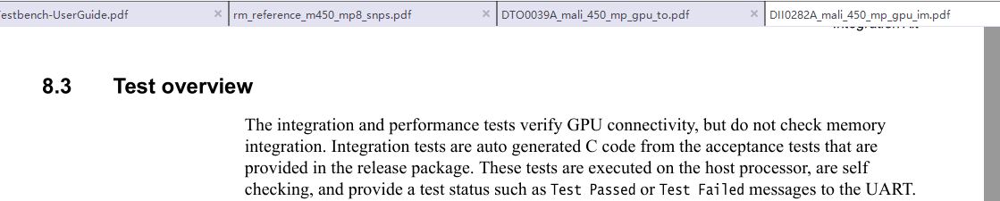 estbench-UserGuide.pdf × rm_reference_m450_mp8_snps.pdf × DTO0039A_mali_450_mp_gpu_to.pdf × DII0282A_mali_450_mp_gpu_im.pdf
8.3 Test overview
The integration and performance tests verify GPU connectivity, but do not check memory
integration. Integration tests are auto generated C code from the acceptance tests that are
provided in the release package. These tests are executed on the host processor, are self
checking, and provide a test status such as Test Passed or Test Failed messages to the UART.